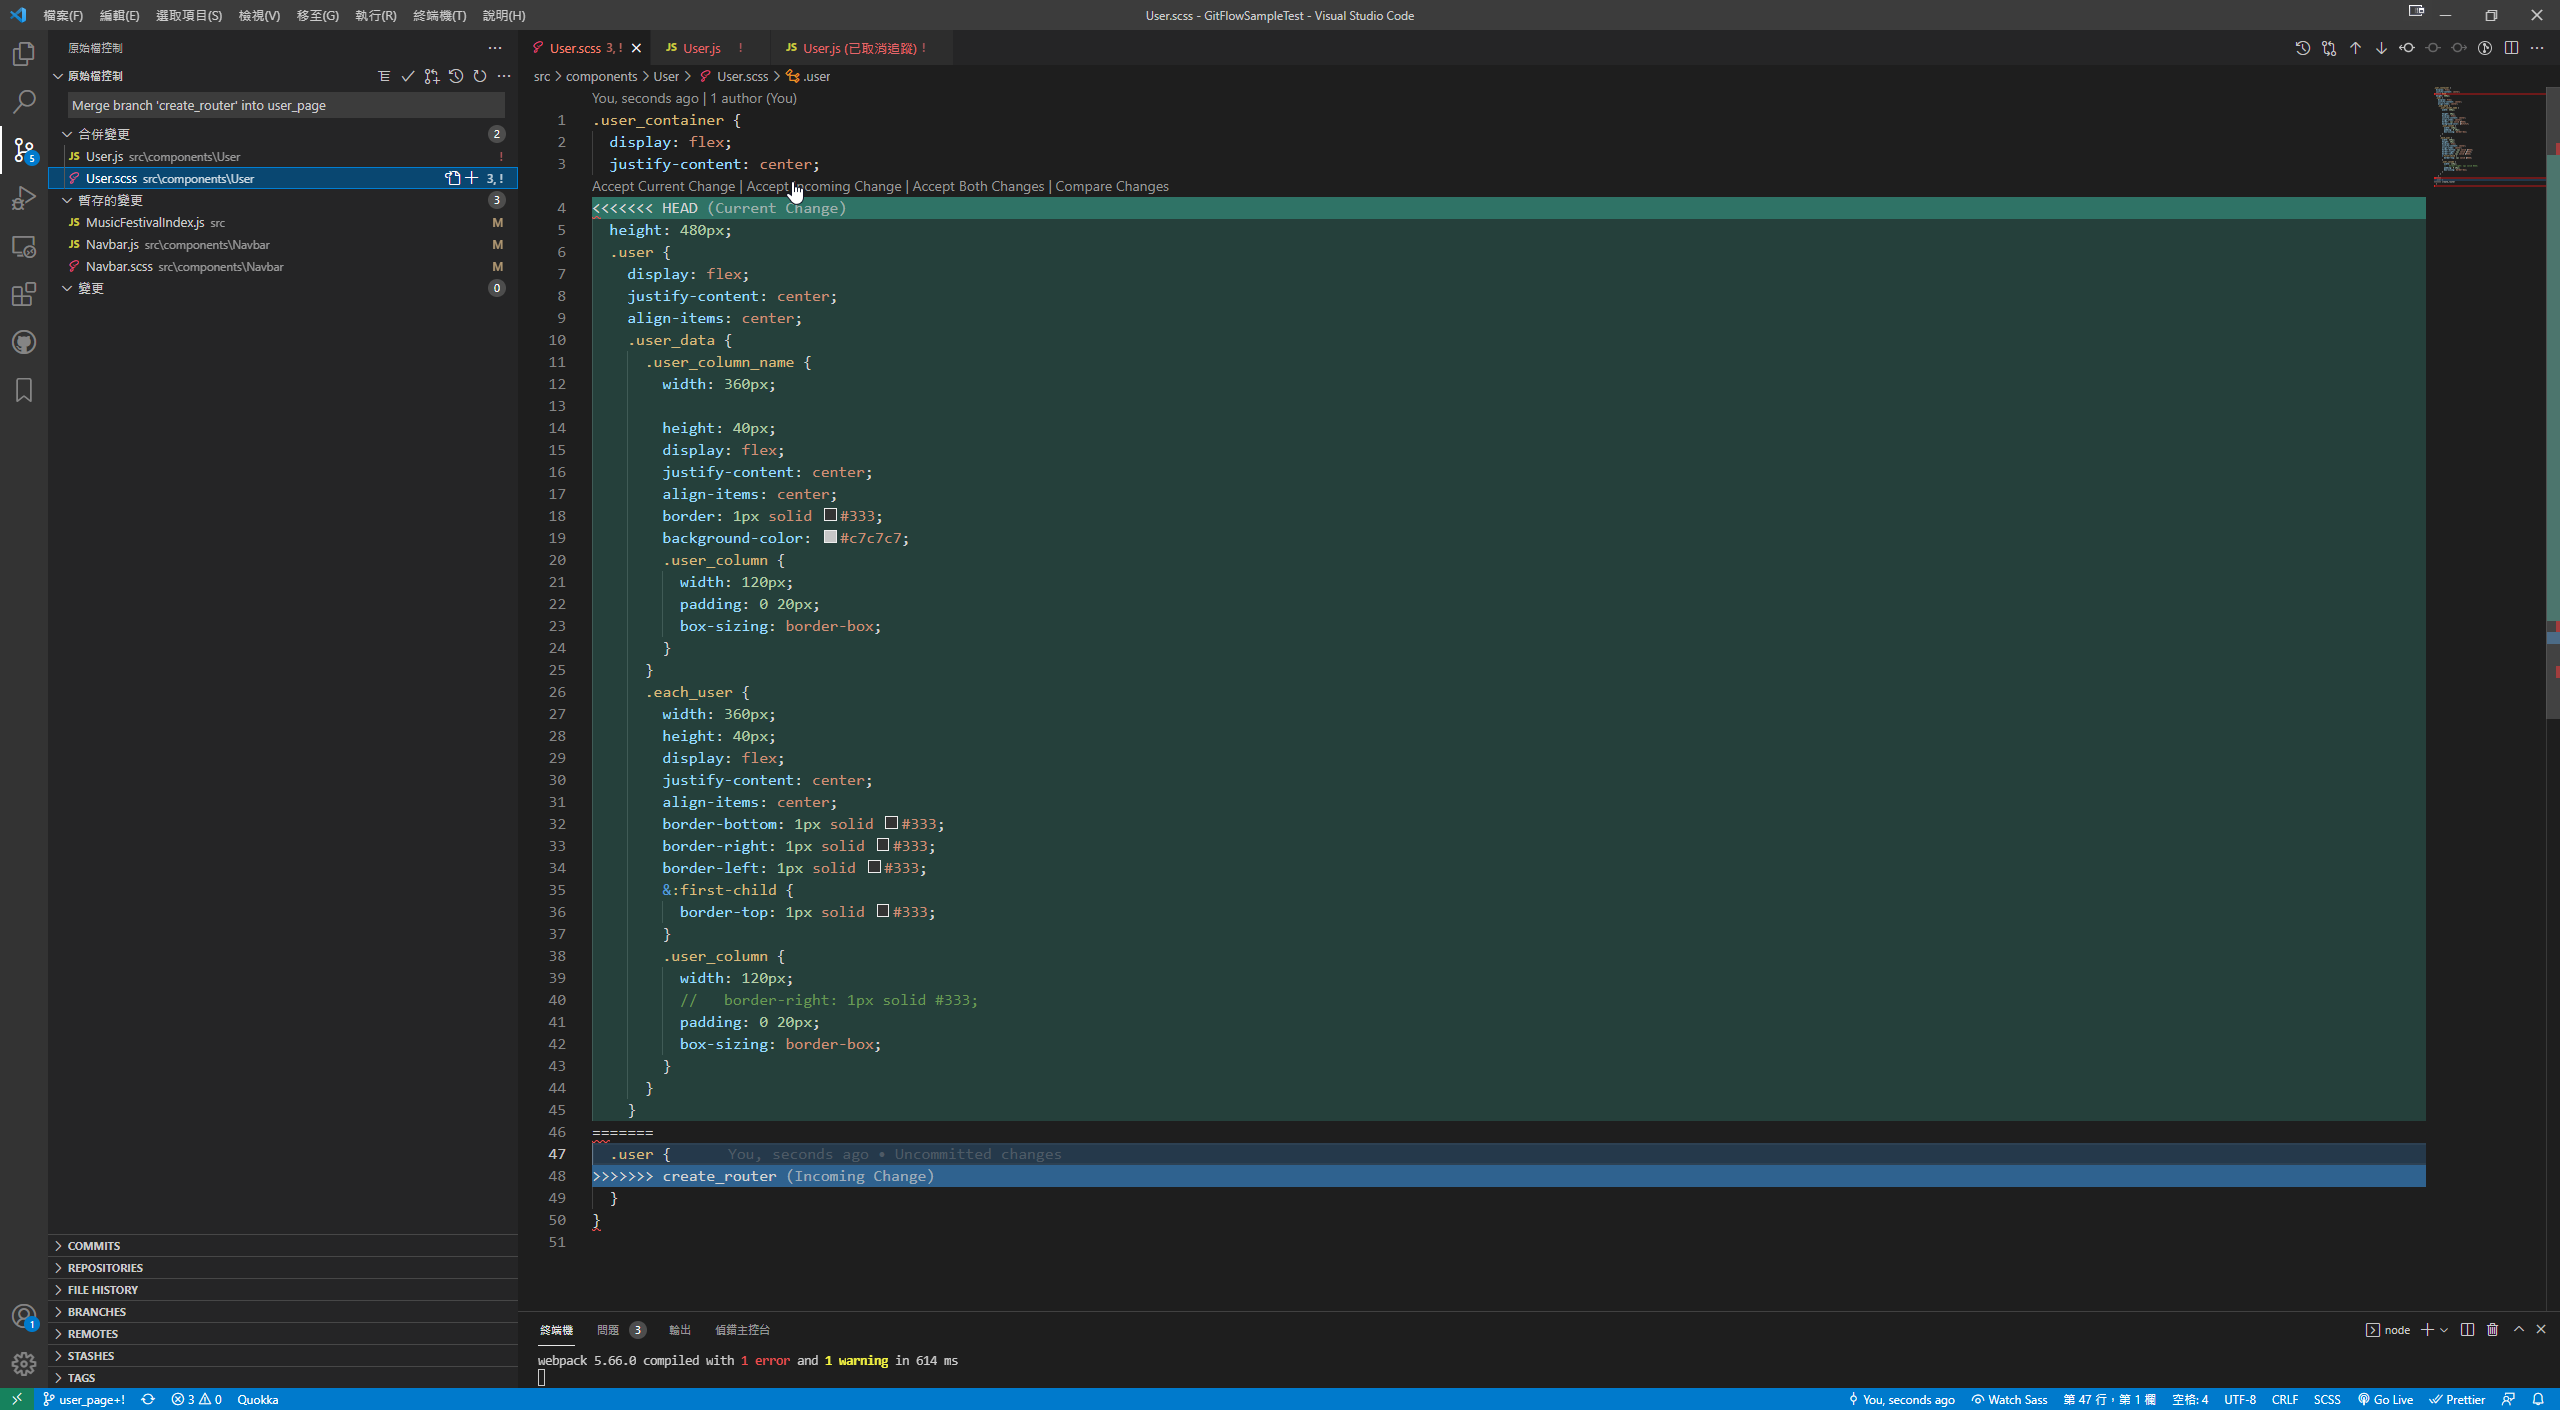 檔案(F) 編輯(E) 選取項目(S) 檢視(V) 移至(G) 執行(R) 終端機(T) 說明(H)
User.scss - GitFlowSampleTest - Visual Studio Code
原始檔控制
原始檔控制
Merge branch 'create_router' into user_page
合併變更 2
JS User.js src\components\User !
User.scss src\components\User 3, !
暫存的變更 3
JS MusicFestivalIndex.js src M
JS Navbar.js src\components\Navbar M
Navbar.scss src\components\Navbar M
變更 0
5
1
COMMITS
REPOSITORIES
FILE HISTORY
BRANCHES
REMOTES
STASHES
TAGS
User.scss 3, ! JS User.js ! JS User.js (已取消追蹤) !
src > components > User > User.scss > .user
You, seconds ago | 1 author (You)
1 .user_container {
2 display: flex;
3 justify-content: center;
Accept Current Change | Accept Incoming Change | Accept Both Changes | Compare Changes
4 <<<<<<< HEAD (Current Change)
5 height: 480px;
6 .user {
7 display: flex;
8 justify-content: center;
9 align-items: center;
10 .user_data {
11 .user_column_name {
12 width: 360px;
13
14 height: 40px;
15 display: flex;
16 justify-content: center;
17 align-items: center;
18 border: 1px solid #333;
19 background-color: #c7c7c7;
20 .user_column {
21 width: 120px;
22 padding: 0 20px;
23 box-sizing: border-box;
24 }
25 }
26 .each_user {
27 width: 360px;
28 height: 40px;
29 display: flex;
30 justify-content: center;
31 align-items: center;
32 border-bottom: 1px solid #333;
33 border-right: 1px solid #333;
34 border-left: 1px solid #333;
35 &:first-child {
36 border-top: 1px solid #333;
37 }
38 .user_column {
39 width: 120px;
40 // border-right: 1px solid #333;
41 padding: 0 20px;
42 box-sizing: border-box;
43 }
44 }
45 }
46 =======
47 .user { You, seconds ago • Uncommitted changes
48 >>>>>>> create_router (Incoming Change)
49 }
50 }
51
終端機 問題 3 輸出 偵錯主控台
node
webpack 5.66.0 compiled with 1 error and 1 warning in 614 ms
user_page+! 3 0 Quokka
You, seconds ago Watch Sass 第 47 行，第 1 欄 空格: 4 UTF-8 CRLF SCSS Go Live Prettier